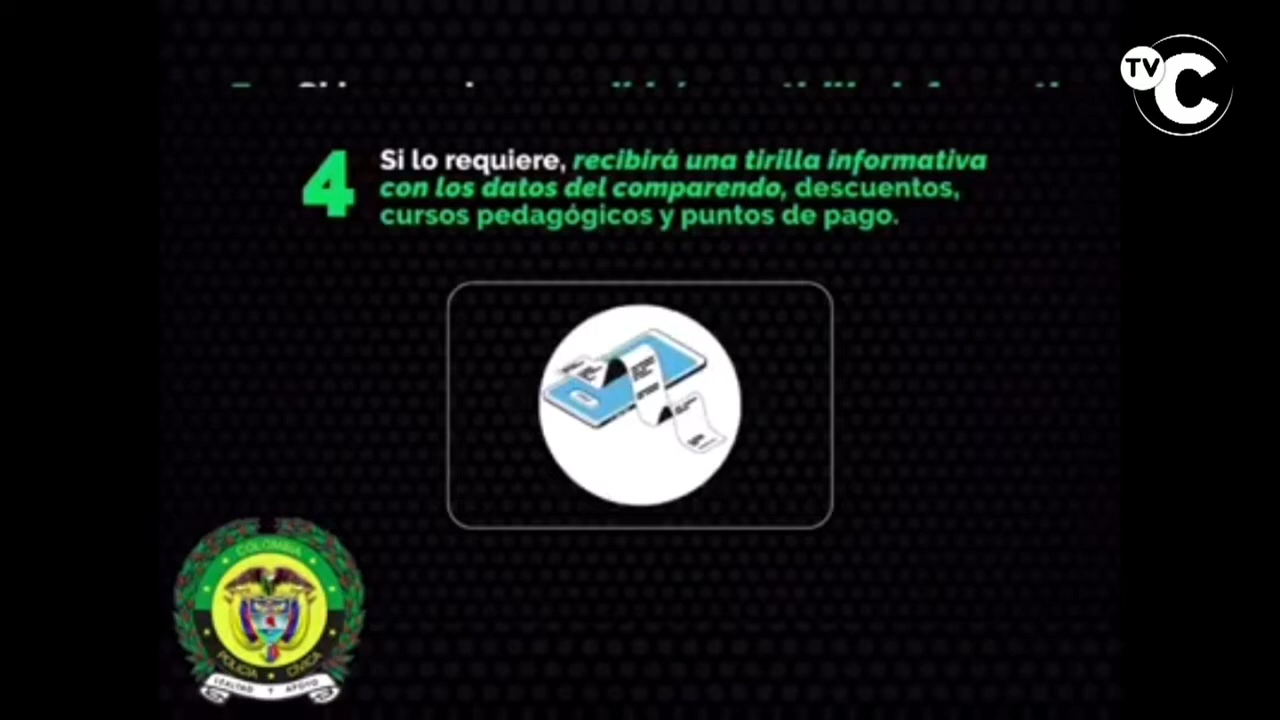 TV C
4
Si lo requiere, recibirá una tirilla informativa
con los datos del comparendo, descuentos,
cursos pedagógicos y puntos de pago.
COLOMBIA
POLICIA CÍVICA
LEALTAD Y APOYO